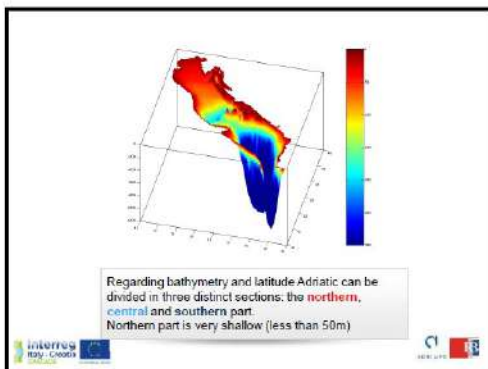 Regarding bathymetry and latitude Adriatic can be
divided in three distinct sections: the northern,
central and southern part.
Northern part is very shallow (less than 50m)
Interreg
Italy - Croatia